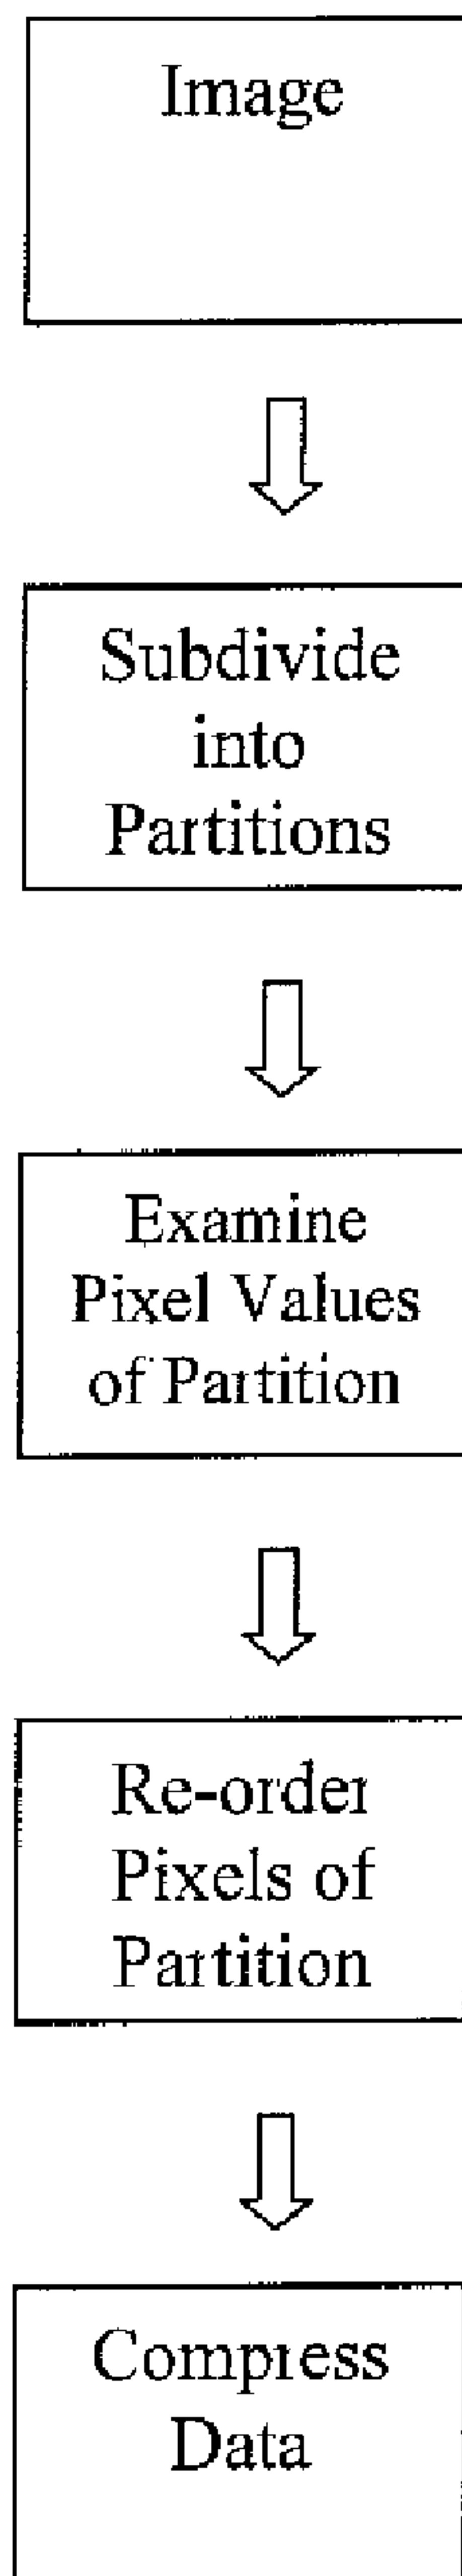 Image
Subdivide
into
Partitions
Examine
Pixel Values
of Partition
Re-order
Pixels of
Partition
Compress
Data